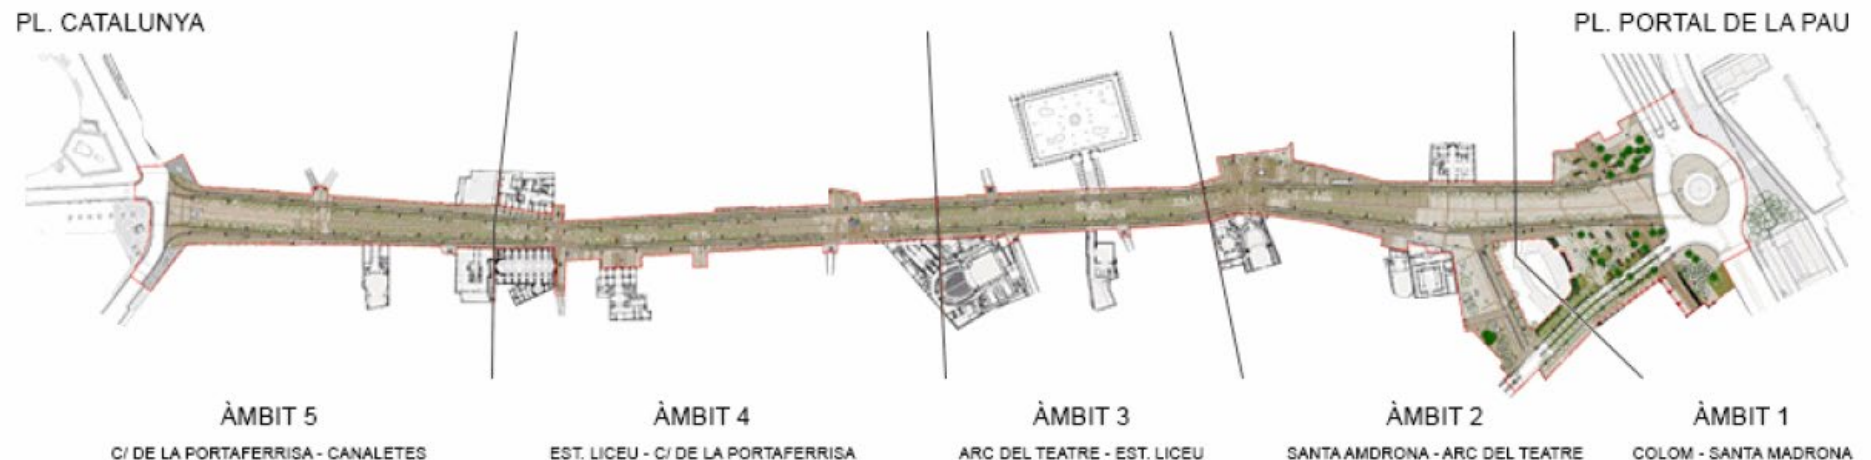 PL. CATALUNYA
PL. PORTAL DE LA PAU
ÀMBIT 5
ÀMBIT 4
ÀMBIT 3
ÀMBIT 2
ÀMBIT 1
C/ DE LA PORTAFERRISA - CANALETES
EST. LICEU - C/ DE LA PORTAFERRISA
ARC DEL TEATRE - EST. LICEU
SANTA AMDRONA - ARC DEL TEATRE
COLOM - SANTA MADRONA